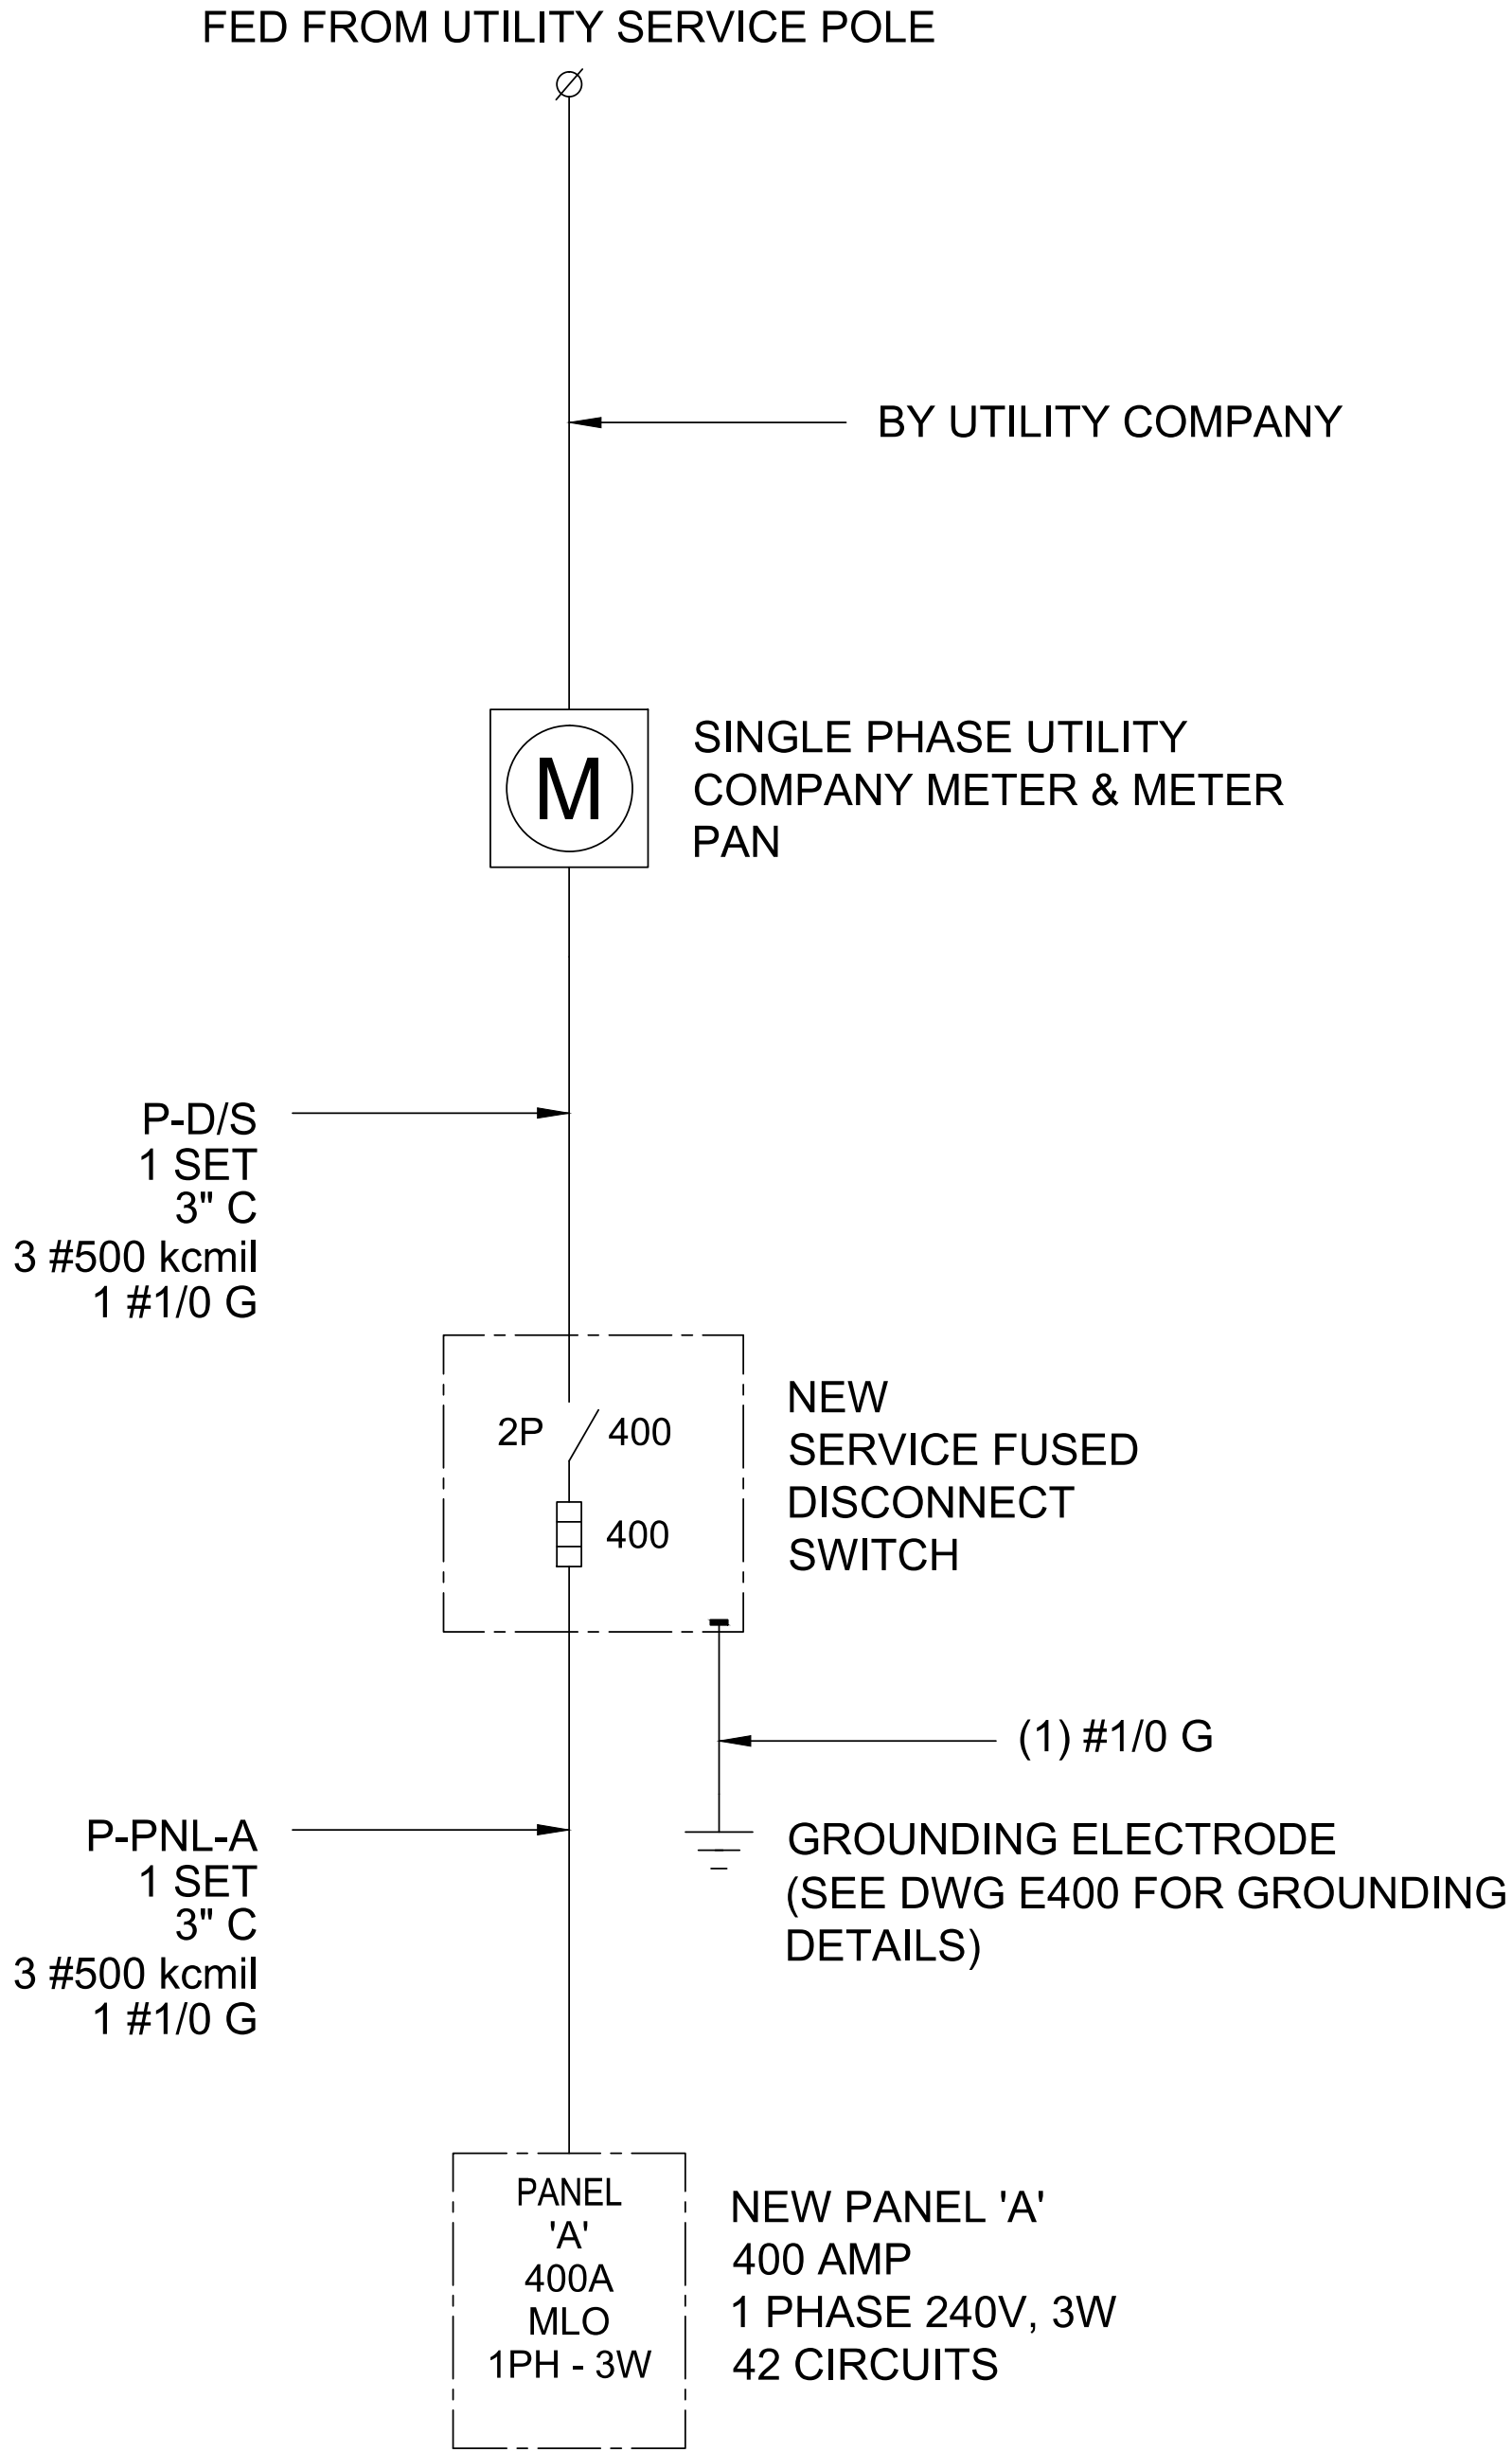 FED FROM UTILITY SERVICE POLE
BY UTILITY COMPANY
M
SINGLE PHASE UTILITY
COMPANY METER & METER
PAN
P-D/S
1 SET
3" C
3 #500 kcmil
1 #1/0 G
2P
400
400
NEW
SERVICE FUSED
DISCONNECT
SWITCH
(1) #1/0 G
P-PNL-A
1 SET
3" C
3 #500 kcmil
1 #1/0 G
GROUNDING ELECTRODE
(SEE DWG E400 FOR GROUNDING
DETAILS)
PANEL
'A'
400A
MLO
1PH - 3W
NEW PANEL 'A'
400 AMP
1 PHASE 240V, 3W
42 CIRCUITS